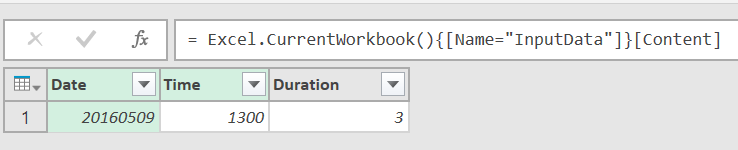 fx = Excel.CurrentWorkbook(){[Name="InputData"]}[Content]
Date Time Duration
1 20160509 1300 3